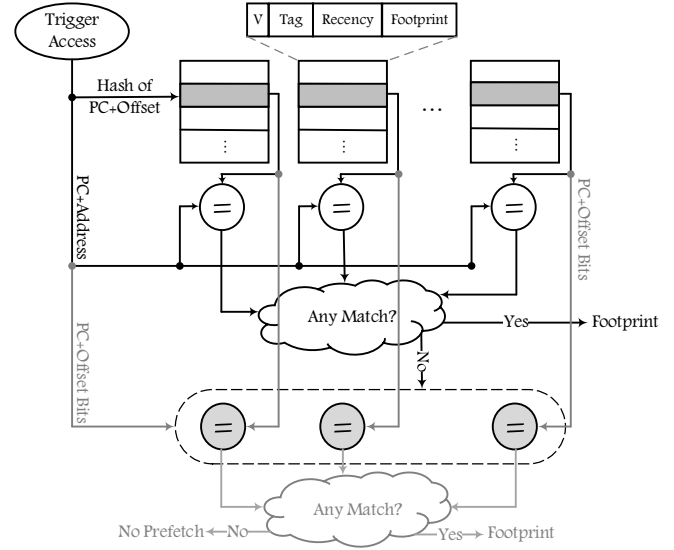 Trigger
Access
V Tag Recency Footprint
Hash of
PC+Offset
...
⋮ ⋮ ⋮
PC+Address
PC+Offset Bits
= = =
Any Match?
Yes Footprint
No
PC+Offset Bits
= = =
Any Match?
No Prefetch No
Yes Footprint